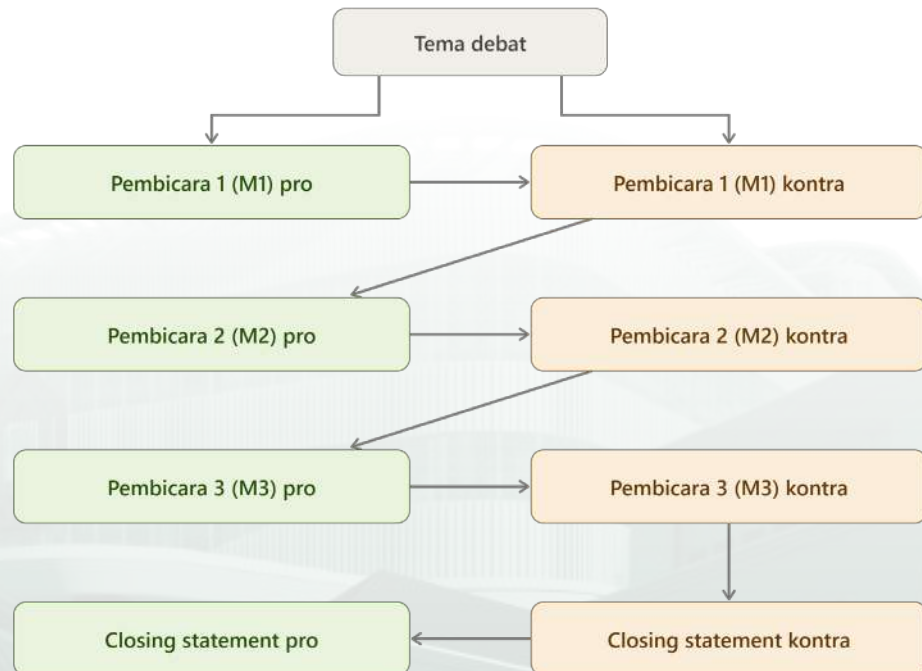 Tema debat
Pembicara 1 (M1) pro
Pembicara 1 (M1) kontra
Pembicara 2 (M2) pro
Pembicara 2 (M2) kontra
Pembicara 3 (M3) pro
Pembicara 3 (M3) kontra
Closing statement pro
Closing statement kontra